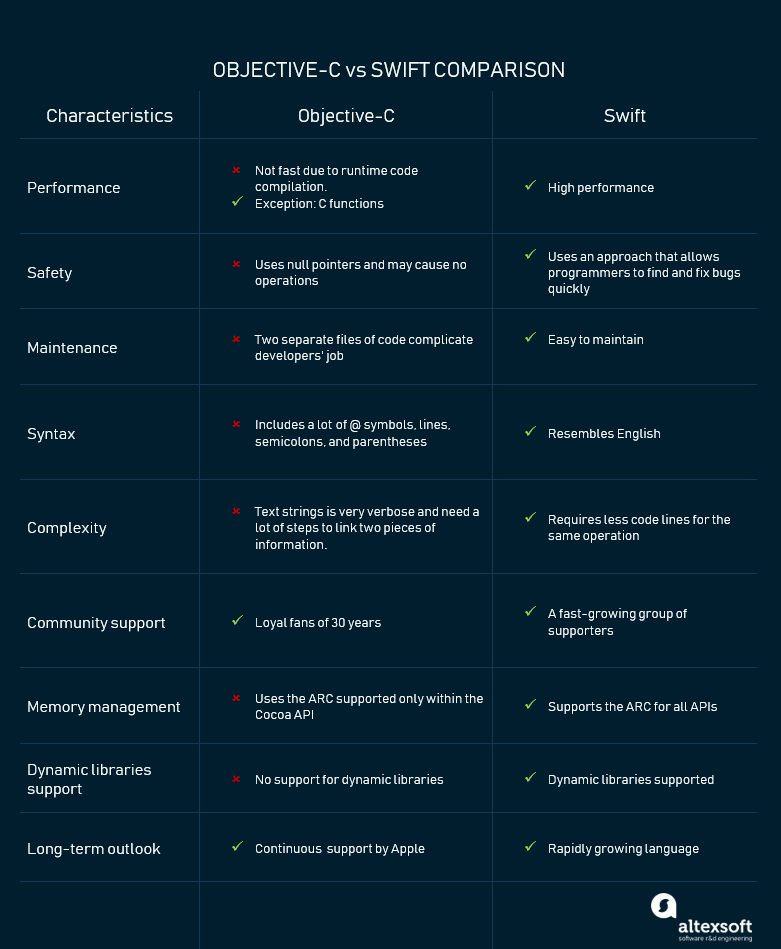 OBJECTIVE-C vs SWIFT COMPARISON
Characteristics
Objective-C
Swift
Performance
Not fast due to runtime code
compilation.
Exception: C functions
High performance
Safety
Uses null pointers and may cause no
operations
Uses an approach that allows
programmers to find and fix bugs
quickly
Maintenance
Two separate files of code complicate
developers' job
Easy to maintain
Syntax
Includes a lot of @ symbols, lines,
semicolons, and parentheses
Resembles English
Complexity
Text strings is very verbose and need a
lot of steps to link two pieces of
information.
Requires less code lines for the
same operation
Community support
Loyal fans of 30 years
A fast-growing group of
supporters
Memory management
Uses the ARC supported only within the
Cocoa API
Supports the ARC for all APIs
Dynamic libraries
support
No support for dynamic libraries
Dynamic libraries supported
Long-term outlook
Continuous support by Apple
Rapidly growing language
altexsoft
software r&d engineering